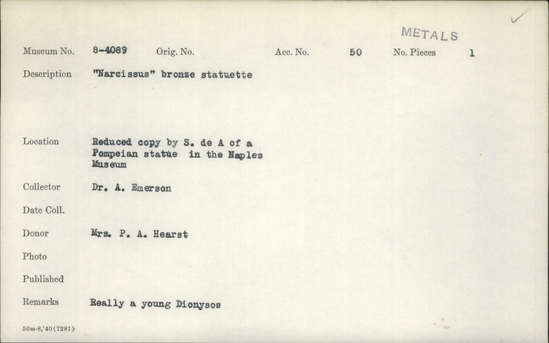 METALS
Museum No. 8-4089 Orig. No. Acc. No. 50 No. Pieces 1
Description "Narcissus" bronze statuette
Location Reduced copy by S. de A of a
Pompeian statue in the Naples
Museum
Collector Dr. A. Emerson
Date Coll.
Donor Mrs. P. A. Hearst
Photo
Published
Remarks Really a young Dionysos
50m-8,'40(7281)